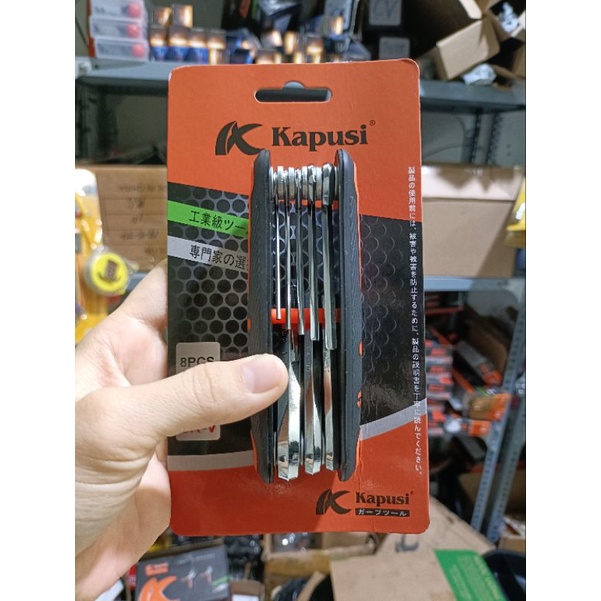 Kapusi®
工業級ツー
専門家の選
製品の使用前には、被害や被害を防止するために、製品の説明書を丁寧に読んでください。
8PCS
Kapusi
ガーブツール